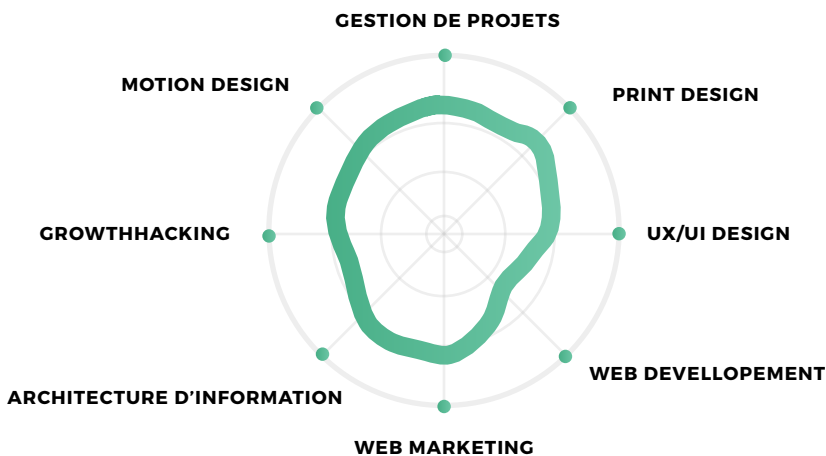 GESTION DE PROJETS
MOTION DESIGN
PRINT DESIGN
GROWTHHACKING
UX/UI DESIGN
WEB DEVELLOPEMENT
ARCHITECTURE D’INFORMATION
WEB MARKETING